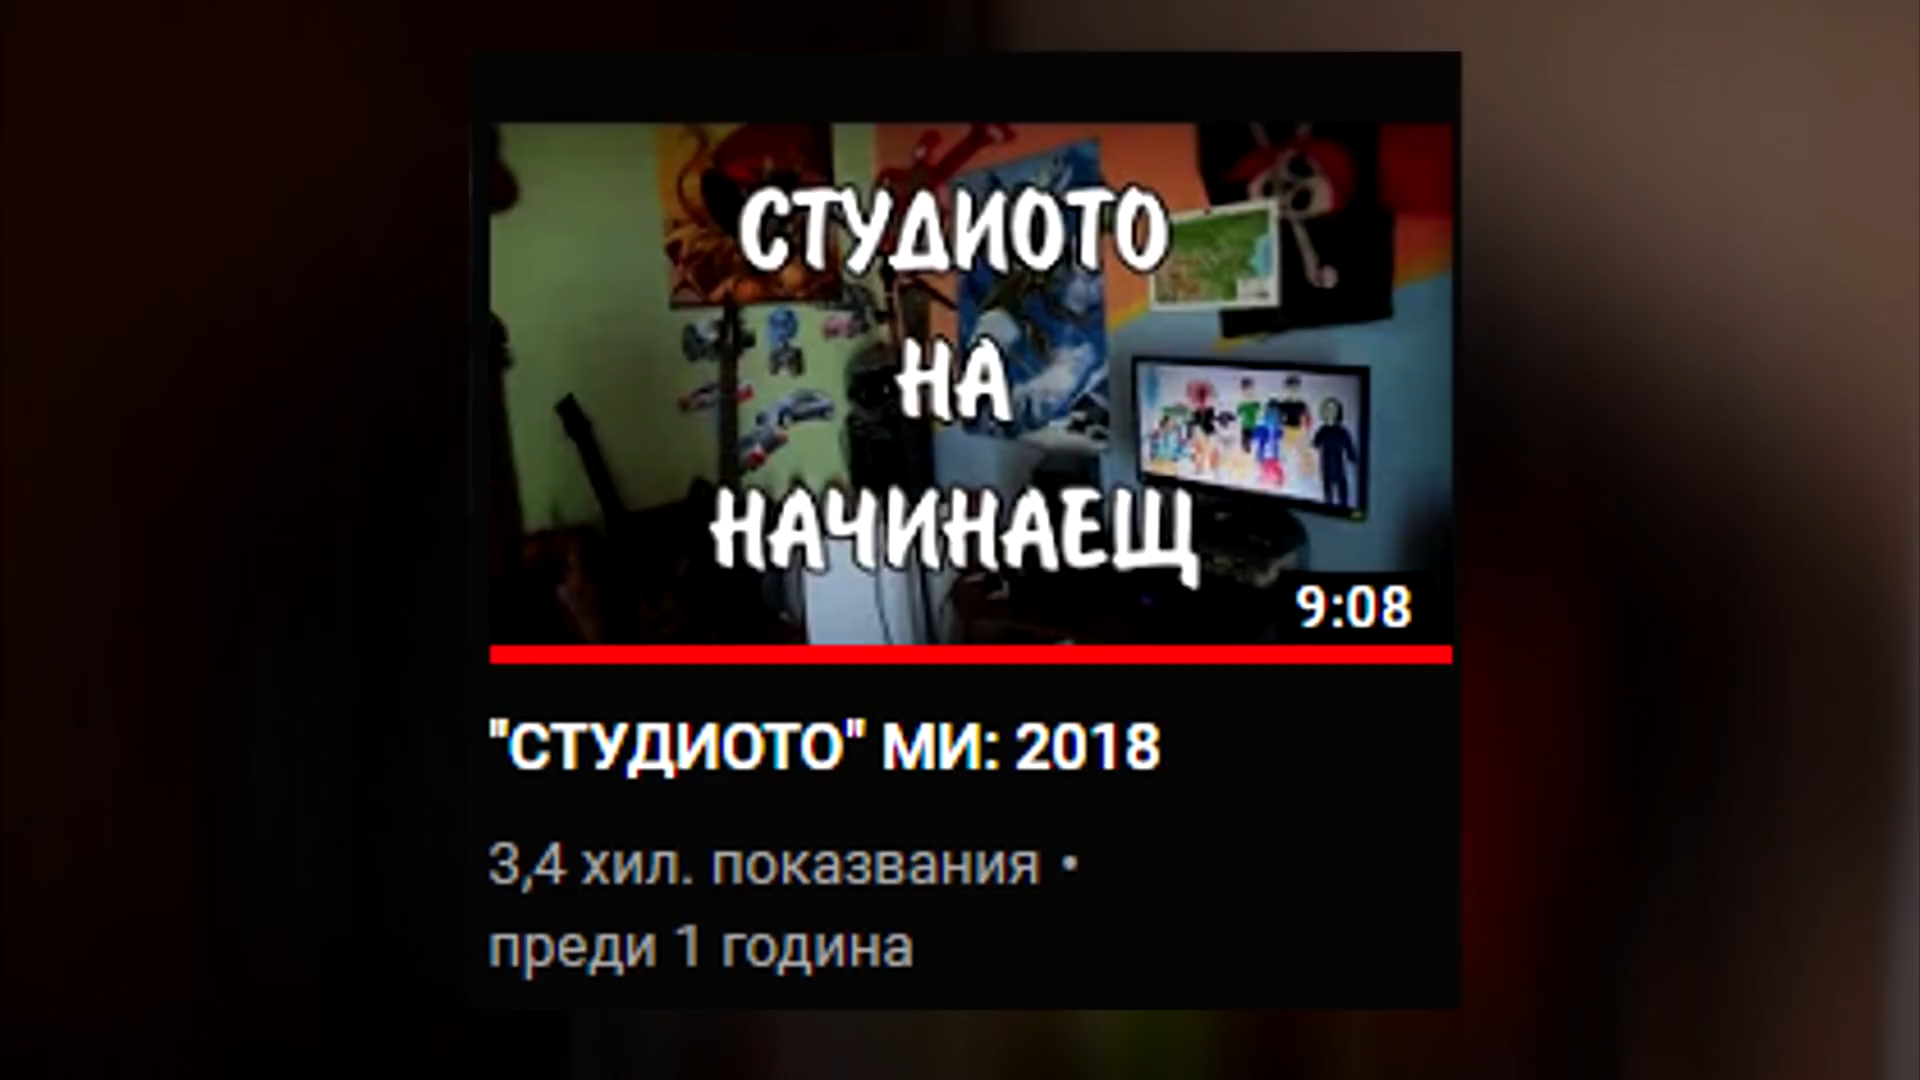 СТУДИОТО
НА
НАЧИНАЕЩ
9:08
"СТУДИОТО" МИ: 2018
3,4 хил. показвания •
преди 1 година